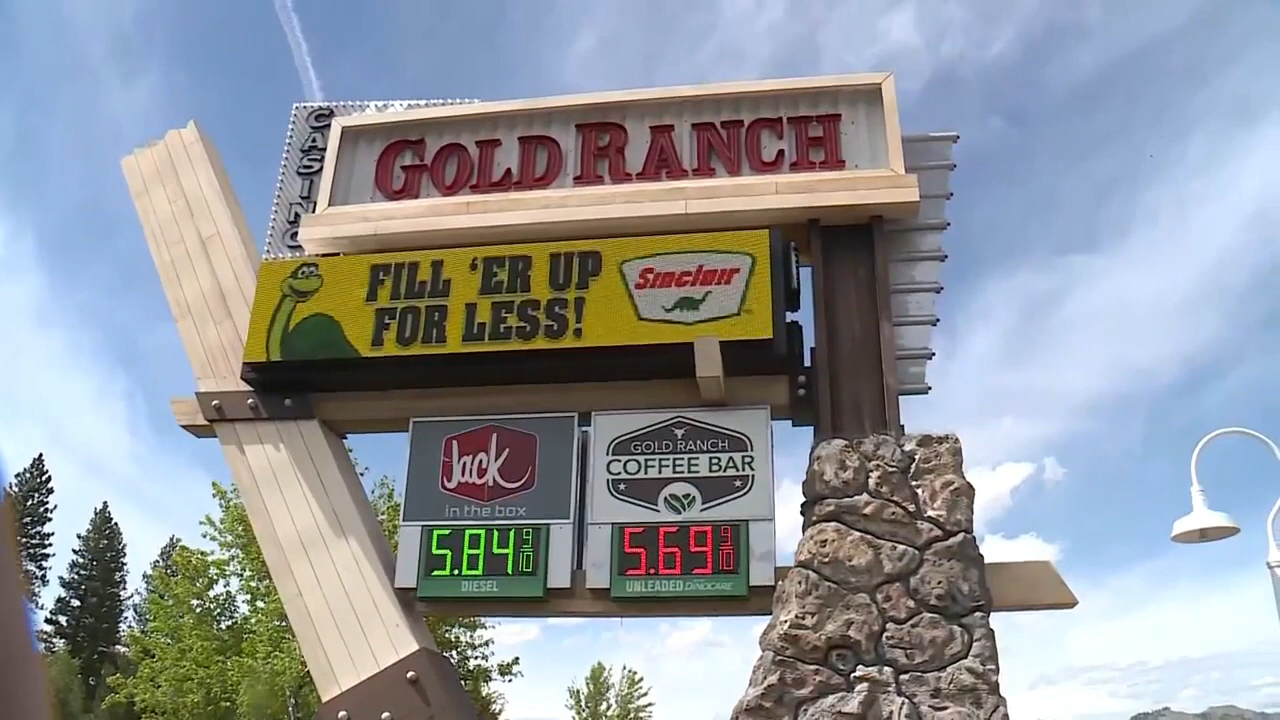 CASINO
GOLD RANCH
FILL 'ER UP
FOR LESS!
Sinclair
Jack
in the box
GOLD RANCH
COFFEE BAR
5.84 9/10
DIESEL
5.69 9/10
UNLEADED DINOCARE